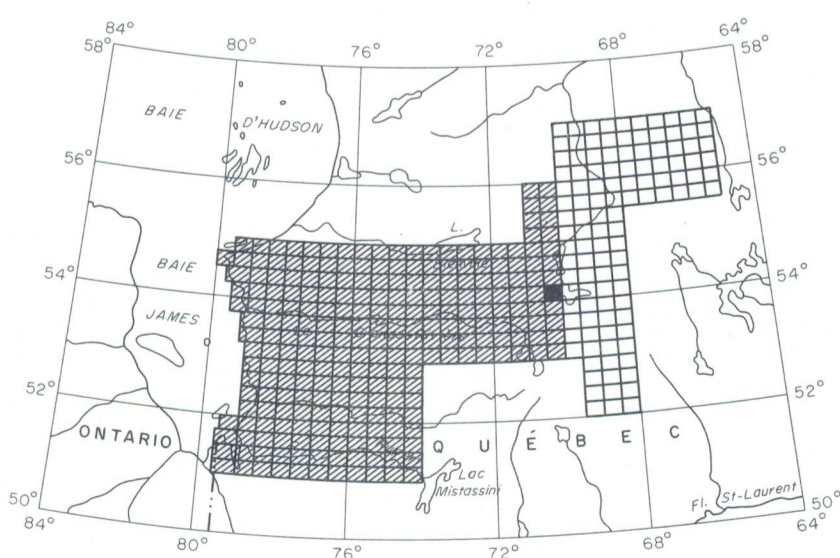 84°
58°
80°
76°
72°
68°
64°
58°
BAIE
D'HUDSON
56°
56°
L.
BAIE
54°
54°
JAMES
52°
52°
ONTARIO
QUÉBEC
Lac
Mistassini
Fl. St-Laurent
50°
50°
84°
80°
76°
72°
68°
64°